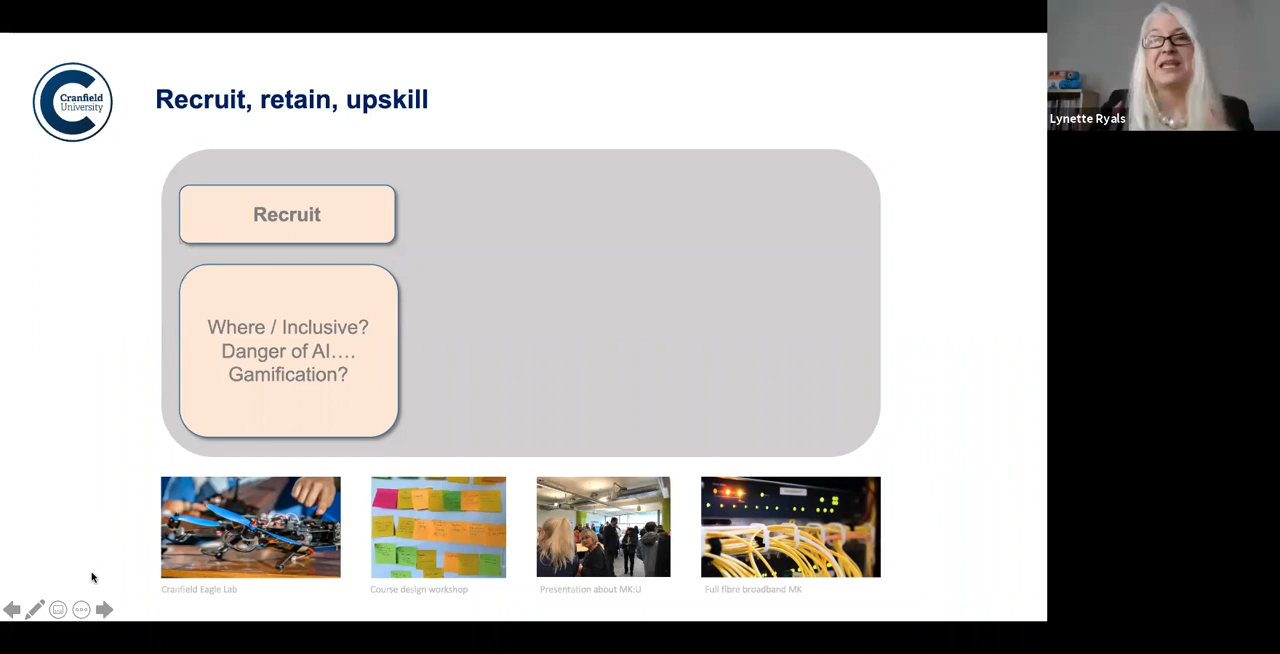 Cranfield
University
Recruit, retain, upskill
Lynette Ryals
Recruit
Where / Inclusive?
Danger of AI....
Gamification?
Cranfield Eagle Lab
Course design workshop
Presentation about MK:U
Full fibre broadband MK